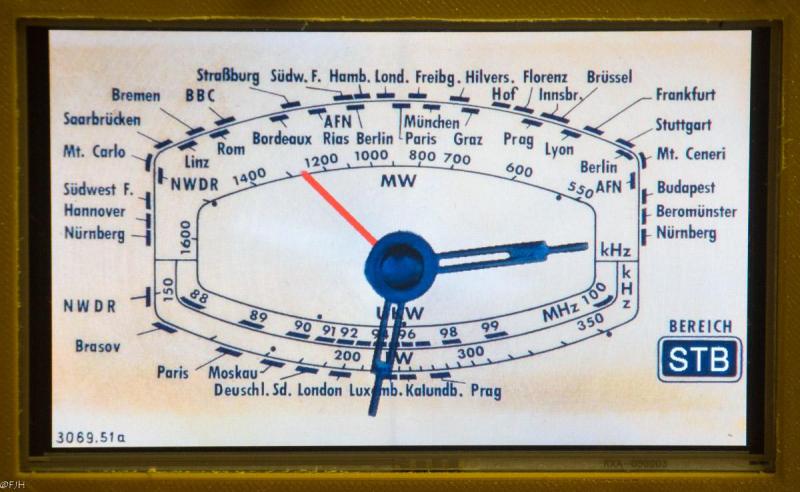 Straßburg Südw. F. Hamb. Lond. Freibg. Hilvers. Florenz Brüssel
Bremen BBC Hof Innsbr. Frankfurt
Saarbrücken AFN München Stuttgart
Bordeaux Rias Berlin Paris Graz Prag Lyon
Mt. Carlo Linz Rom Berlin Mt. Ceneri
NWDR 1400 1200 1000 800 700 600 550 AFN
MW
Südwest F. Budapest
Hannover Beromünster
Nürnberg 1600 kHz Nürnberg
kHz
NWDR 150 88 MHz 100
89 90 91 92 94 96 98 99 350
UKW
Brasov 200 300
BEREICH
STB
Paris Moskau
Deuschl. Sd. London Luxemb. Kalundb. Prag
3069.51a
©FJH